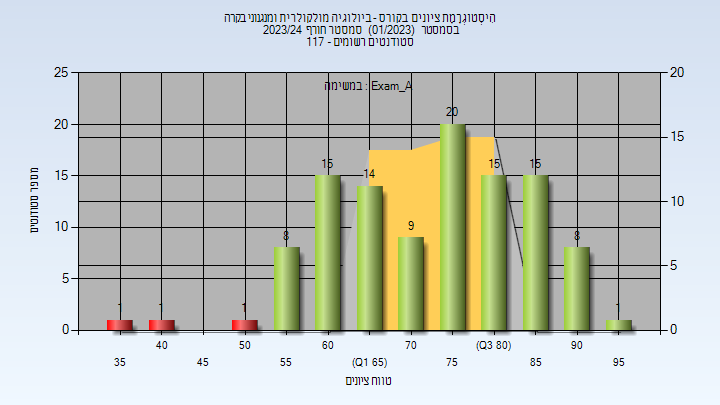 הִיסְטוֹגְרָמַת ציונים בקורס - ביולוגיה מולקולרית ומנגנוני בקרה
בסמסטר (01/2023) סמסטר חורף 2023/24
סטודנטים רשומים - 117
במשימה : Exam_A
מספר סטודנטים
25 20 15 10 5 0
20 15 10 5 0
1 1 1 8 15 14 9 20 15 15 8 1
40 50 60 70 (Q3 80) 90
35 45 55 (Q1 65) 75 85 95
טווח ציונים